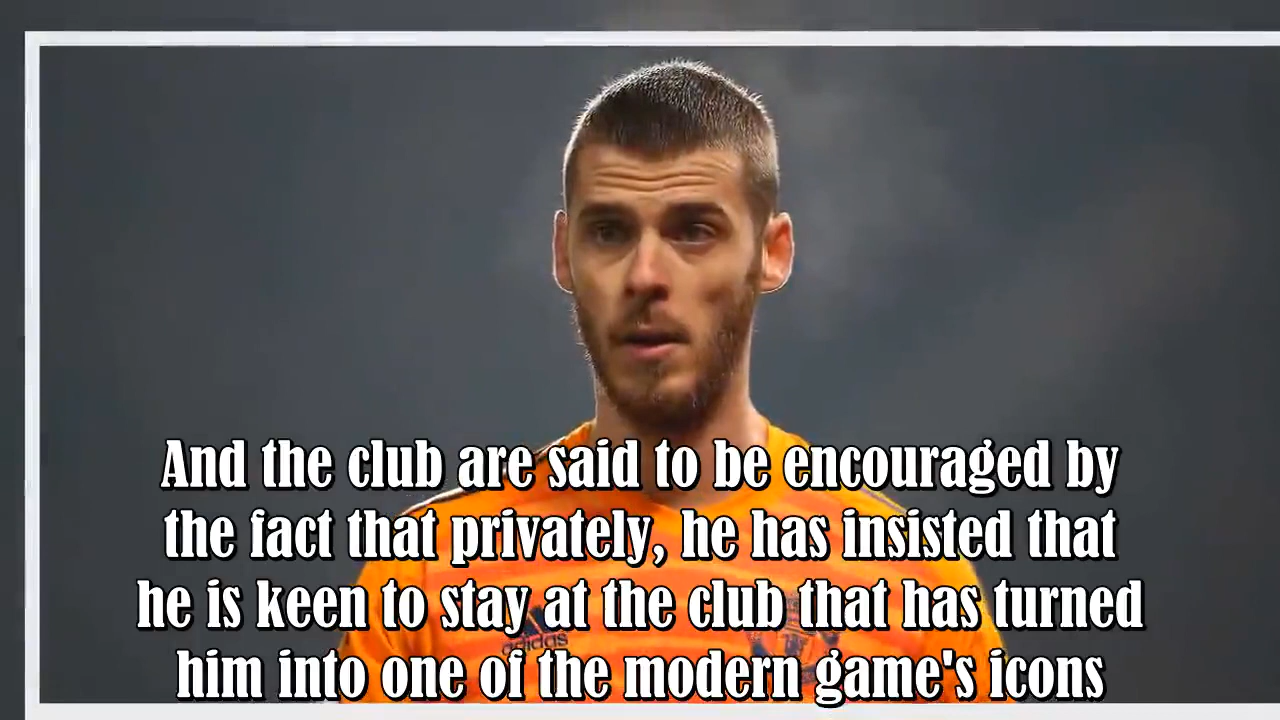 And the club are said to be encouraged by
the fact that privately, he has insisted that
he is keen to stay at the club that has turned
him into one of the modern game's icons
adidas